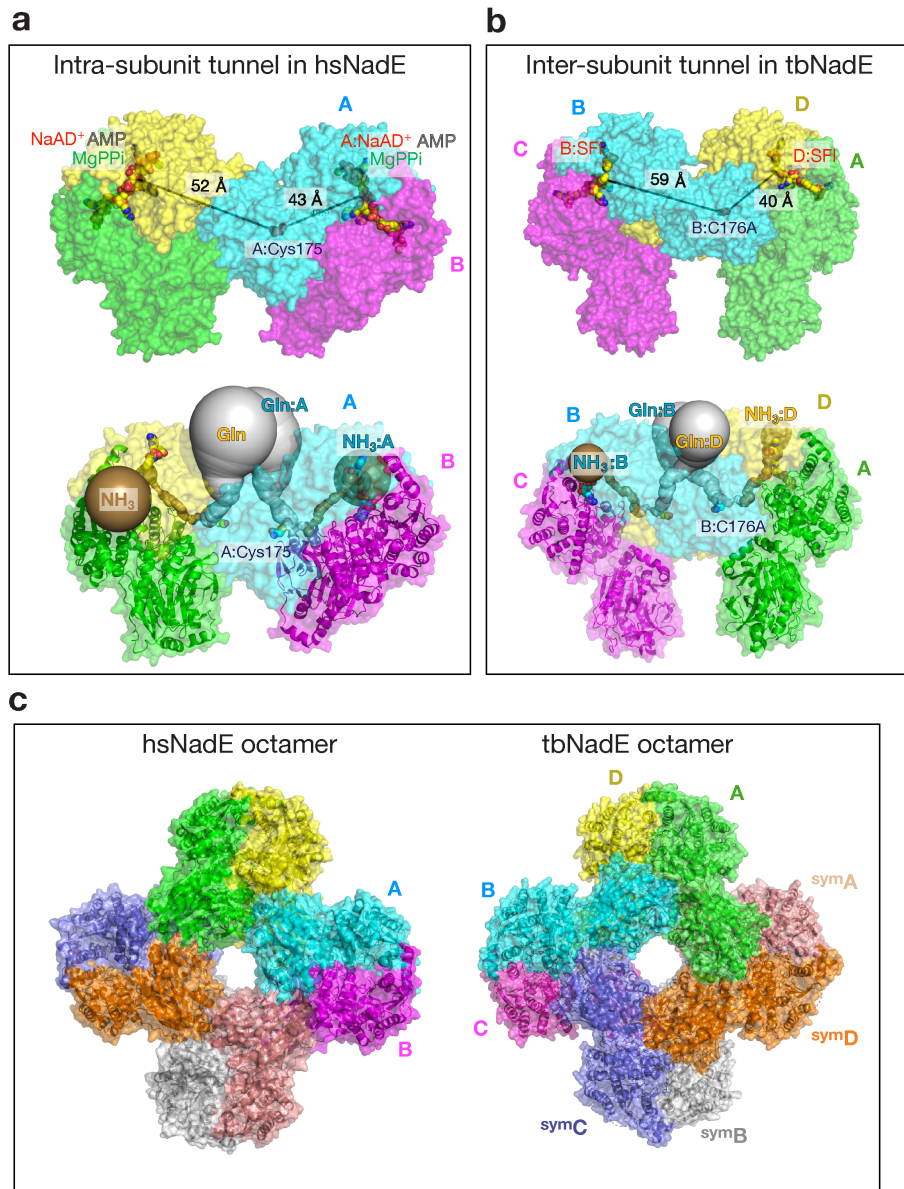 a
Intra-subunit tunnel in hsNadE
A
NaAD⁺ AMP
MgPPi
A:NaAD⁺ AMP
MgPPi
52 Å
43 Å
A:Cys175
B
Gln:A
A
Gln
NH₃:A
B
NH₃
A:Cys175
b
Inter-subunit tunnel in tbNadE
B
D
C
B:SFI
D:SFI
A
59 Å
40 Å
B:C176A
D
B
Gln:B
NH₃:D
Gln:D
A
C
NH₃:B
B:C176A
c
hsNadE octamer
tbNadE octamer
A
B
D
A
B
symA
C
symD
symC
symB